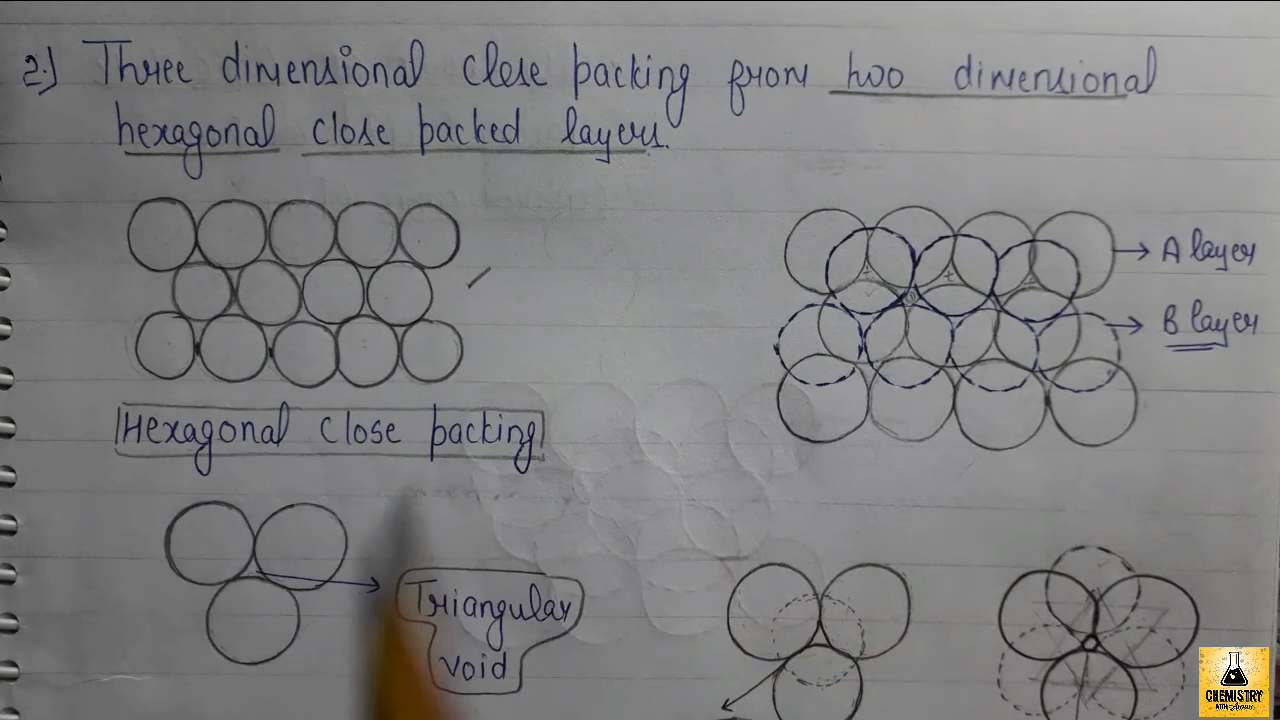 2.) Three dimensional close packing from two dimensional
hexagonal close packed layers.
A layer
B layer
Hexagonal close packing
Triangular
void
CHEMISTRY